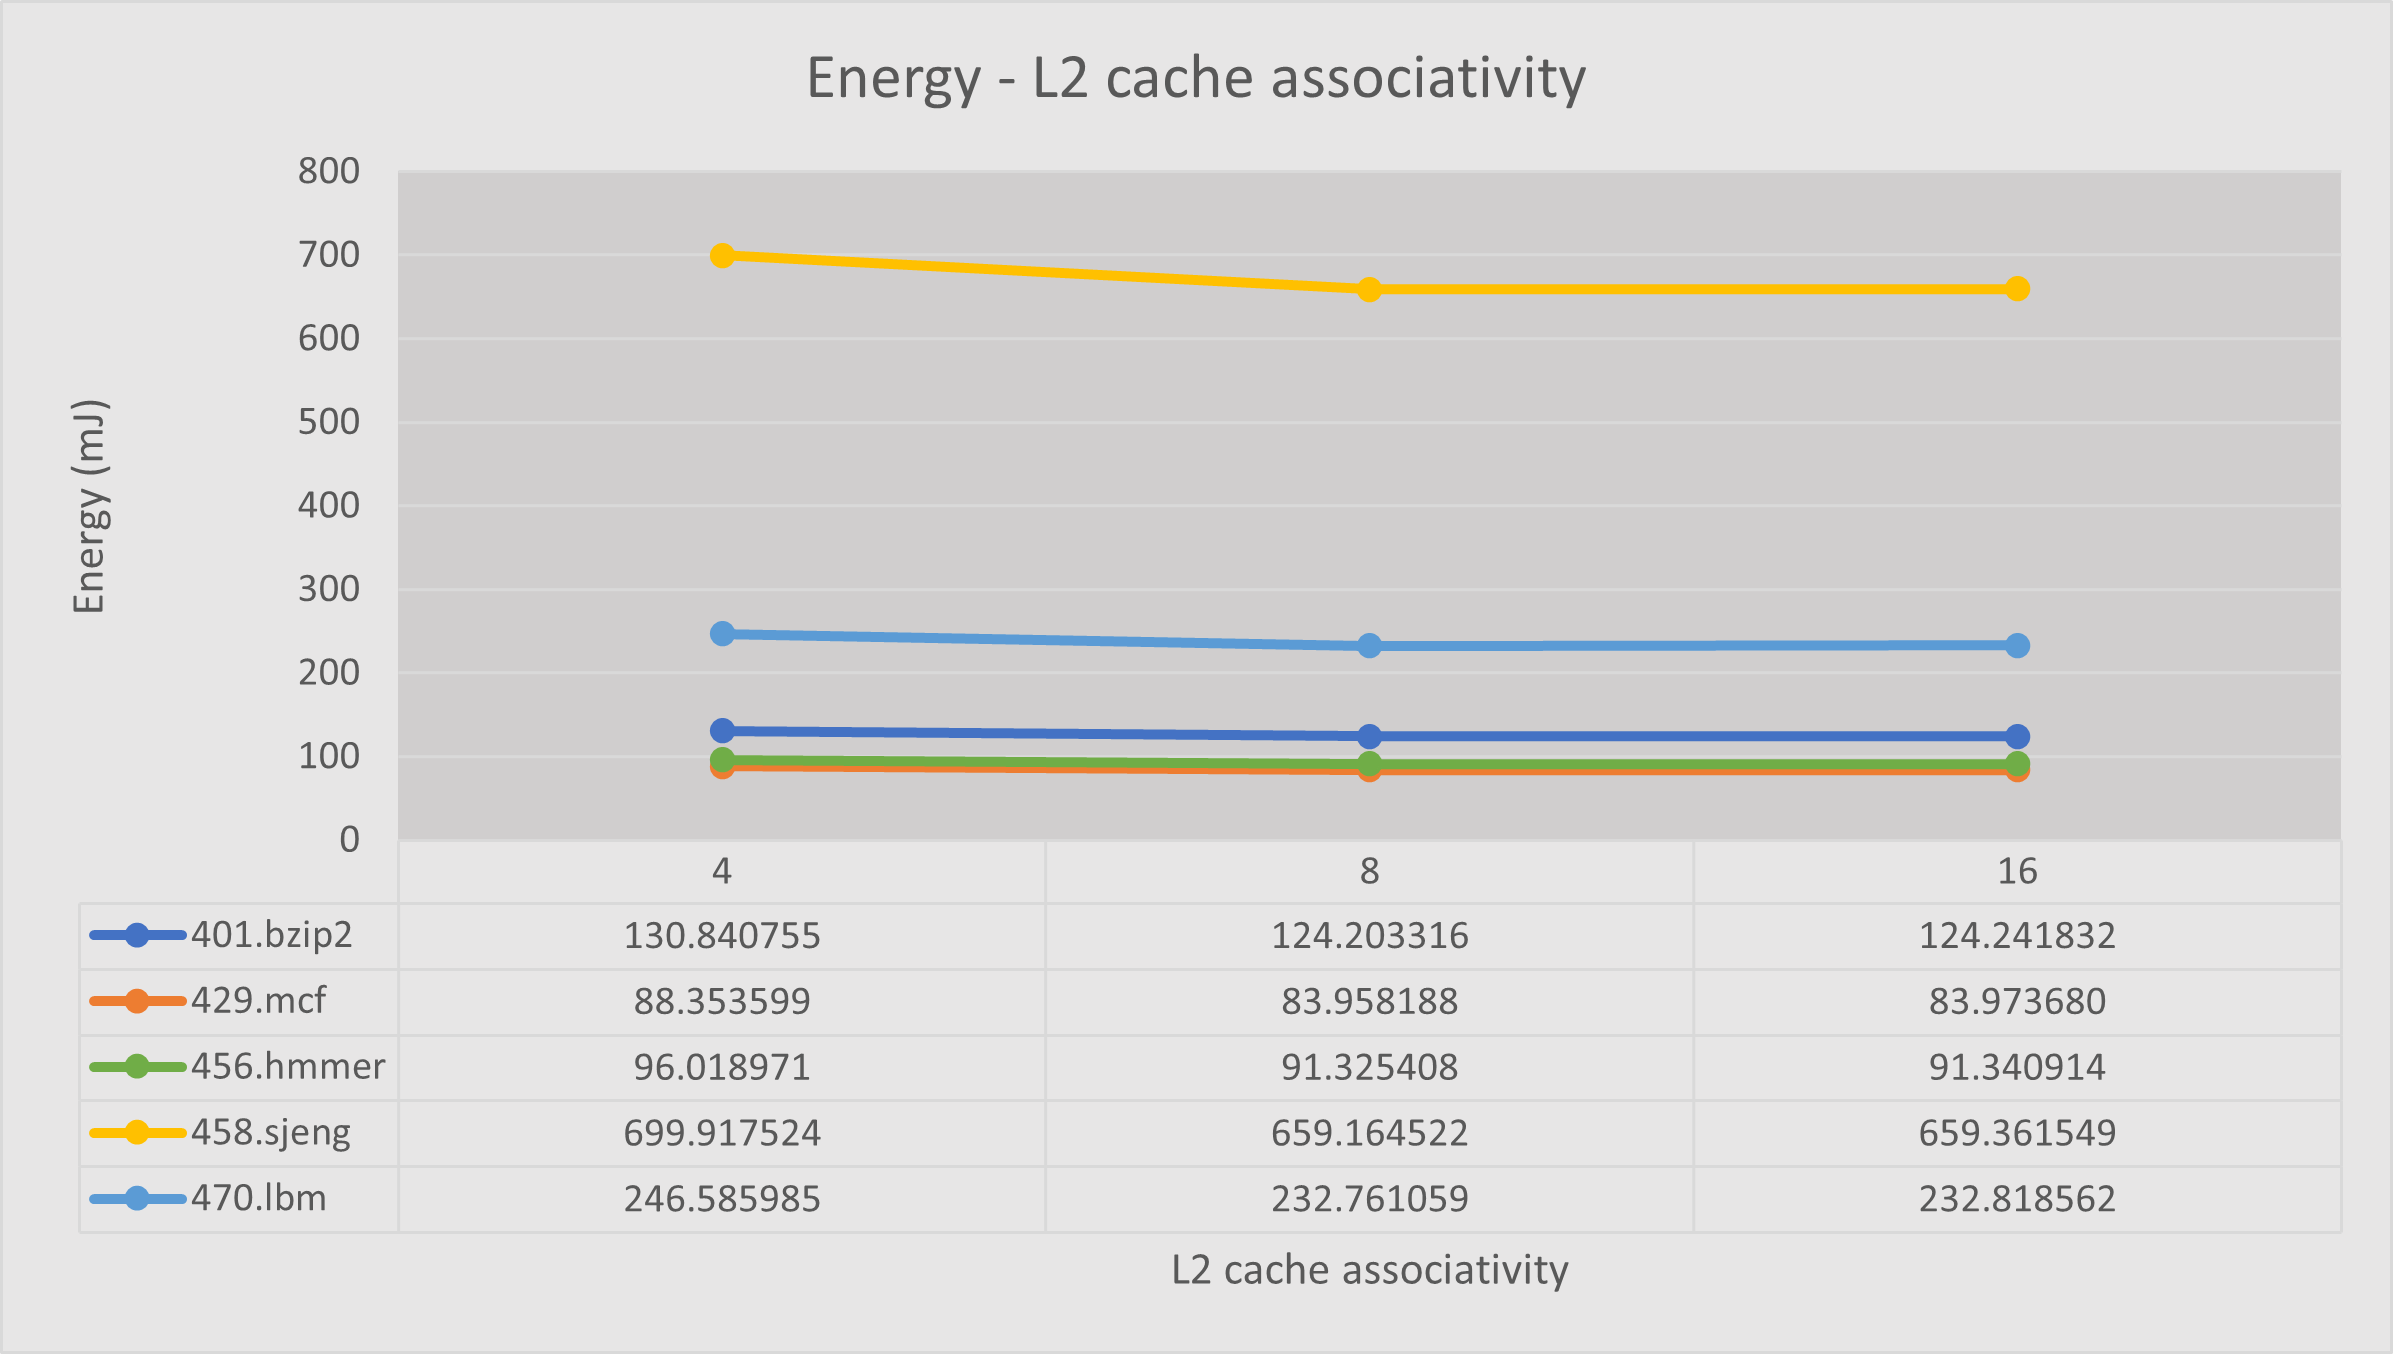 Energy - L2 cache associativity
800
700
600
500
400
300
200
100
0
Energy (mJ)
4 8 16
401.bzip2 130.840755 124.203316 124.241832
429.mcf 88.353599 83.958188 83.973680
456.hmmer 96.018971 91.325408 91.340914
458.sjeng 699.917524 659.164522 659.361549
470.lbm 246.585985 232.761059 232.818562
L2 cache associativity